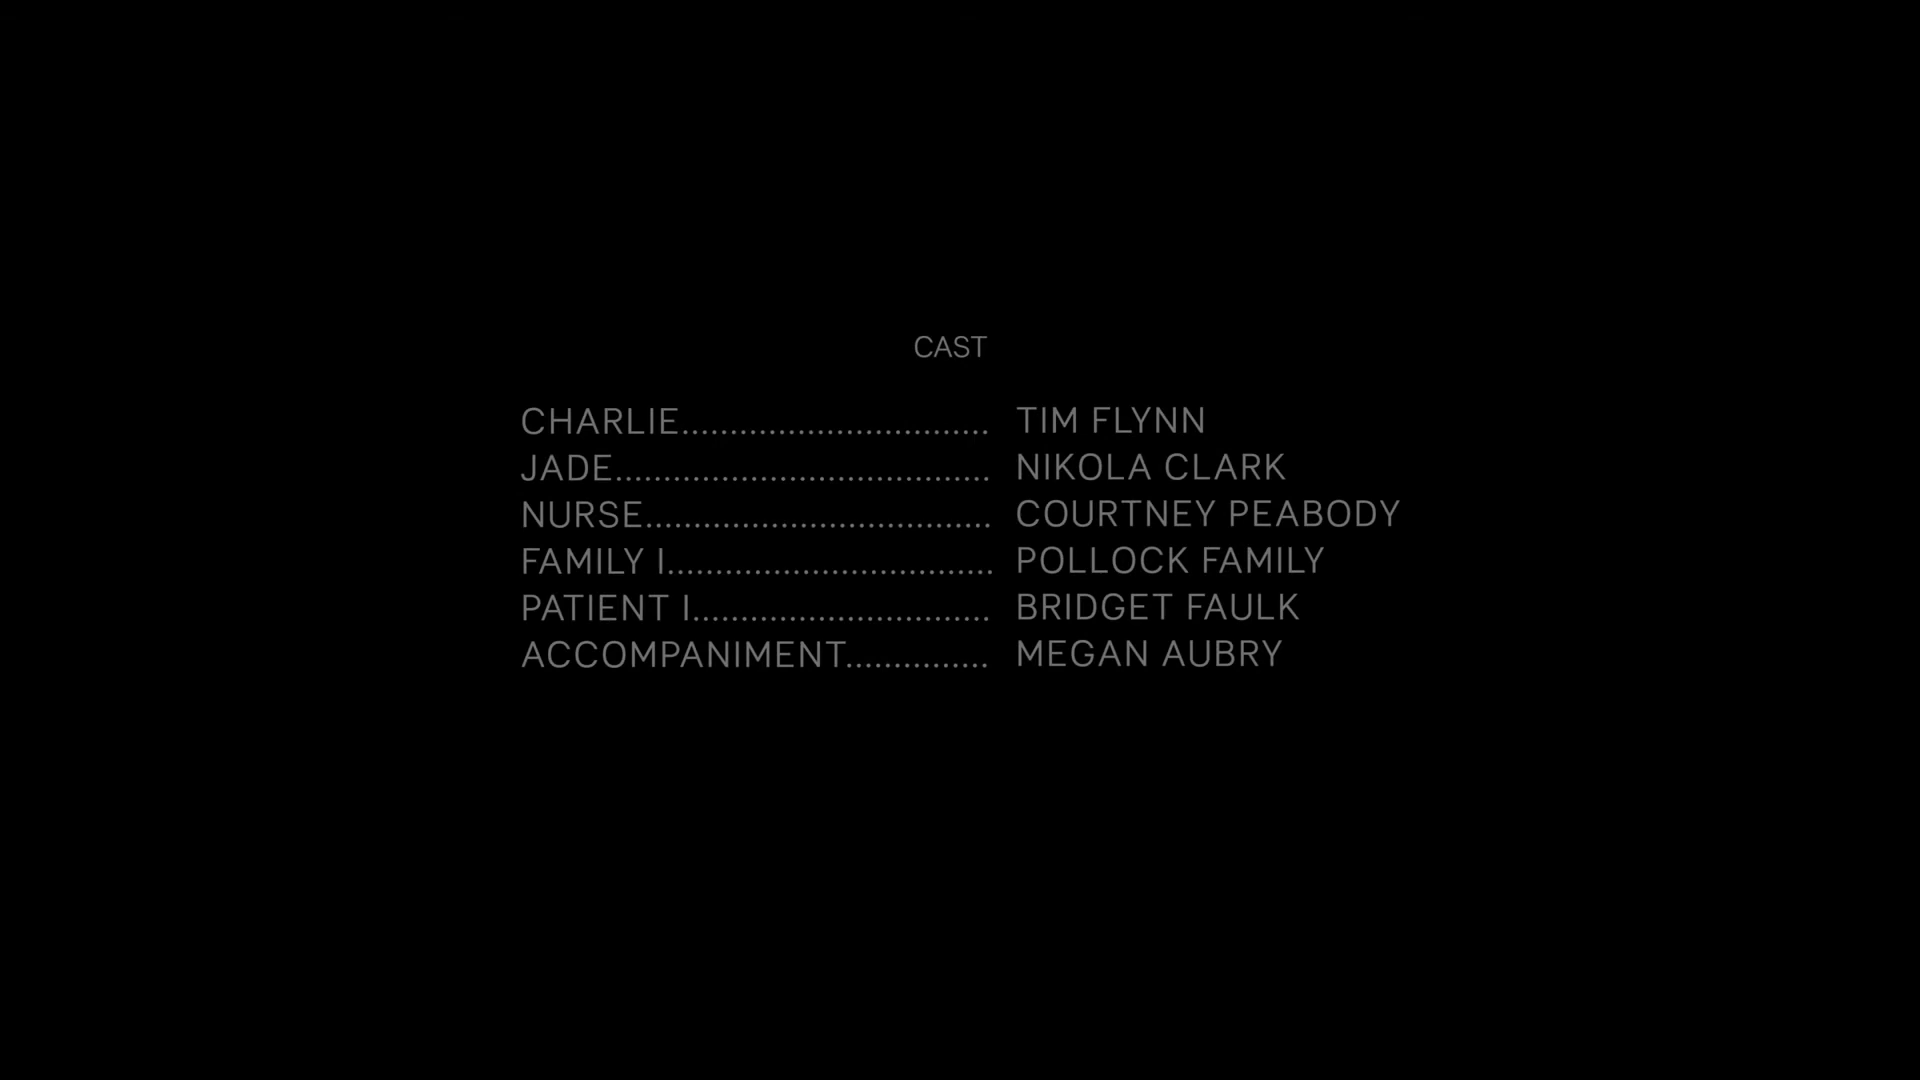 CAST
CHARLIE................................ TIM FLYNN
JADE....................................... NIKOLA CLARK
NURSE.................................... COURTNEY PEABODY
FAMILY I.................................. POLLOCK FAMILY
PATIENT I............................... BRIDGET FAULK
ACCOMPANIMENT............... MEGAN AUBRY